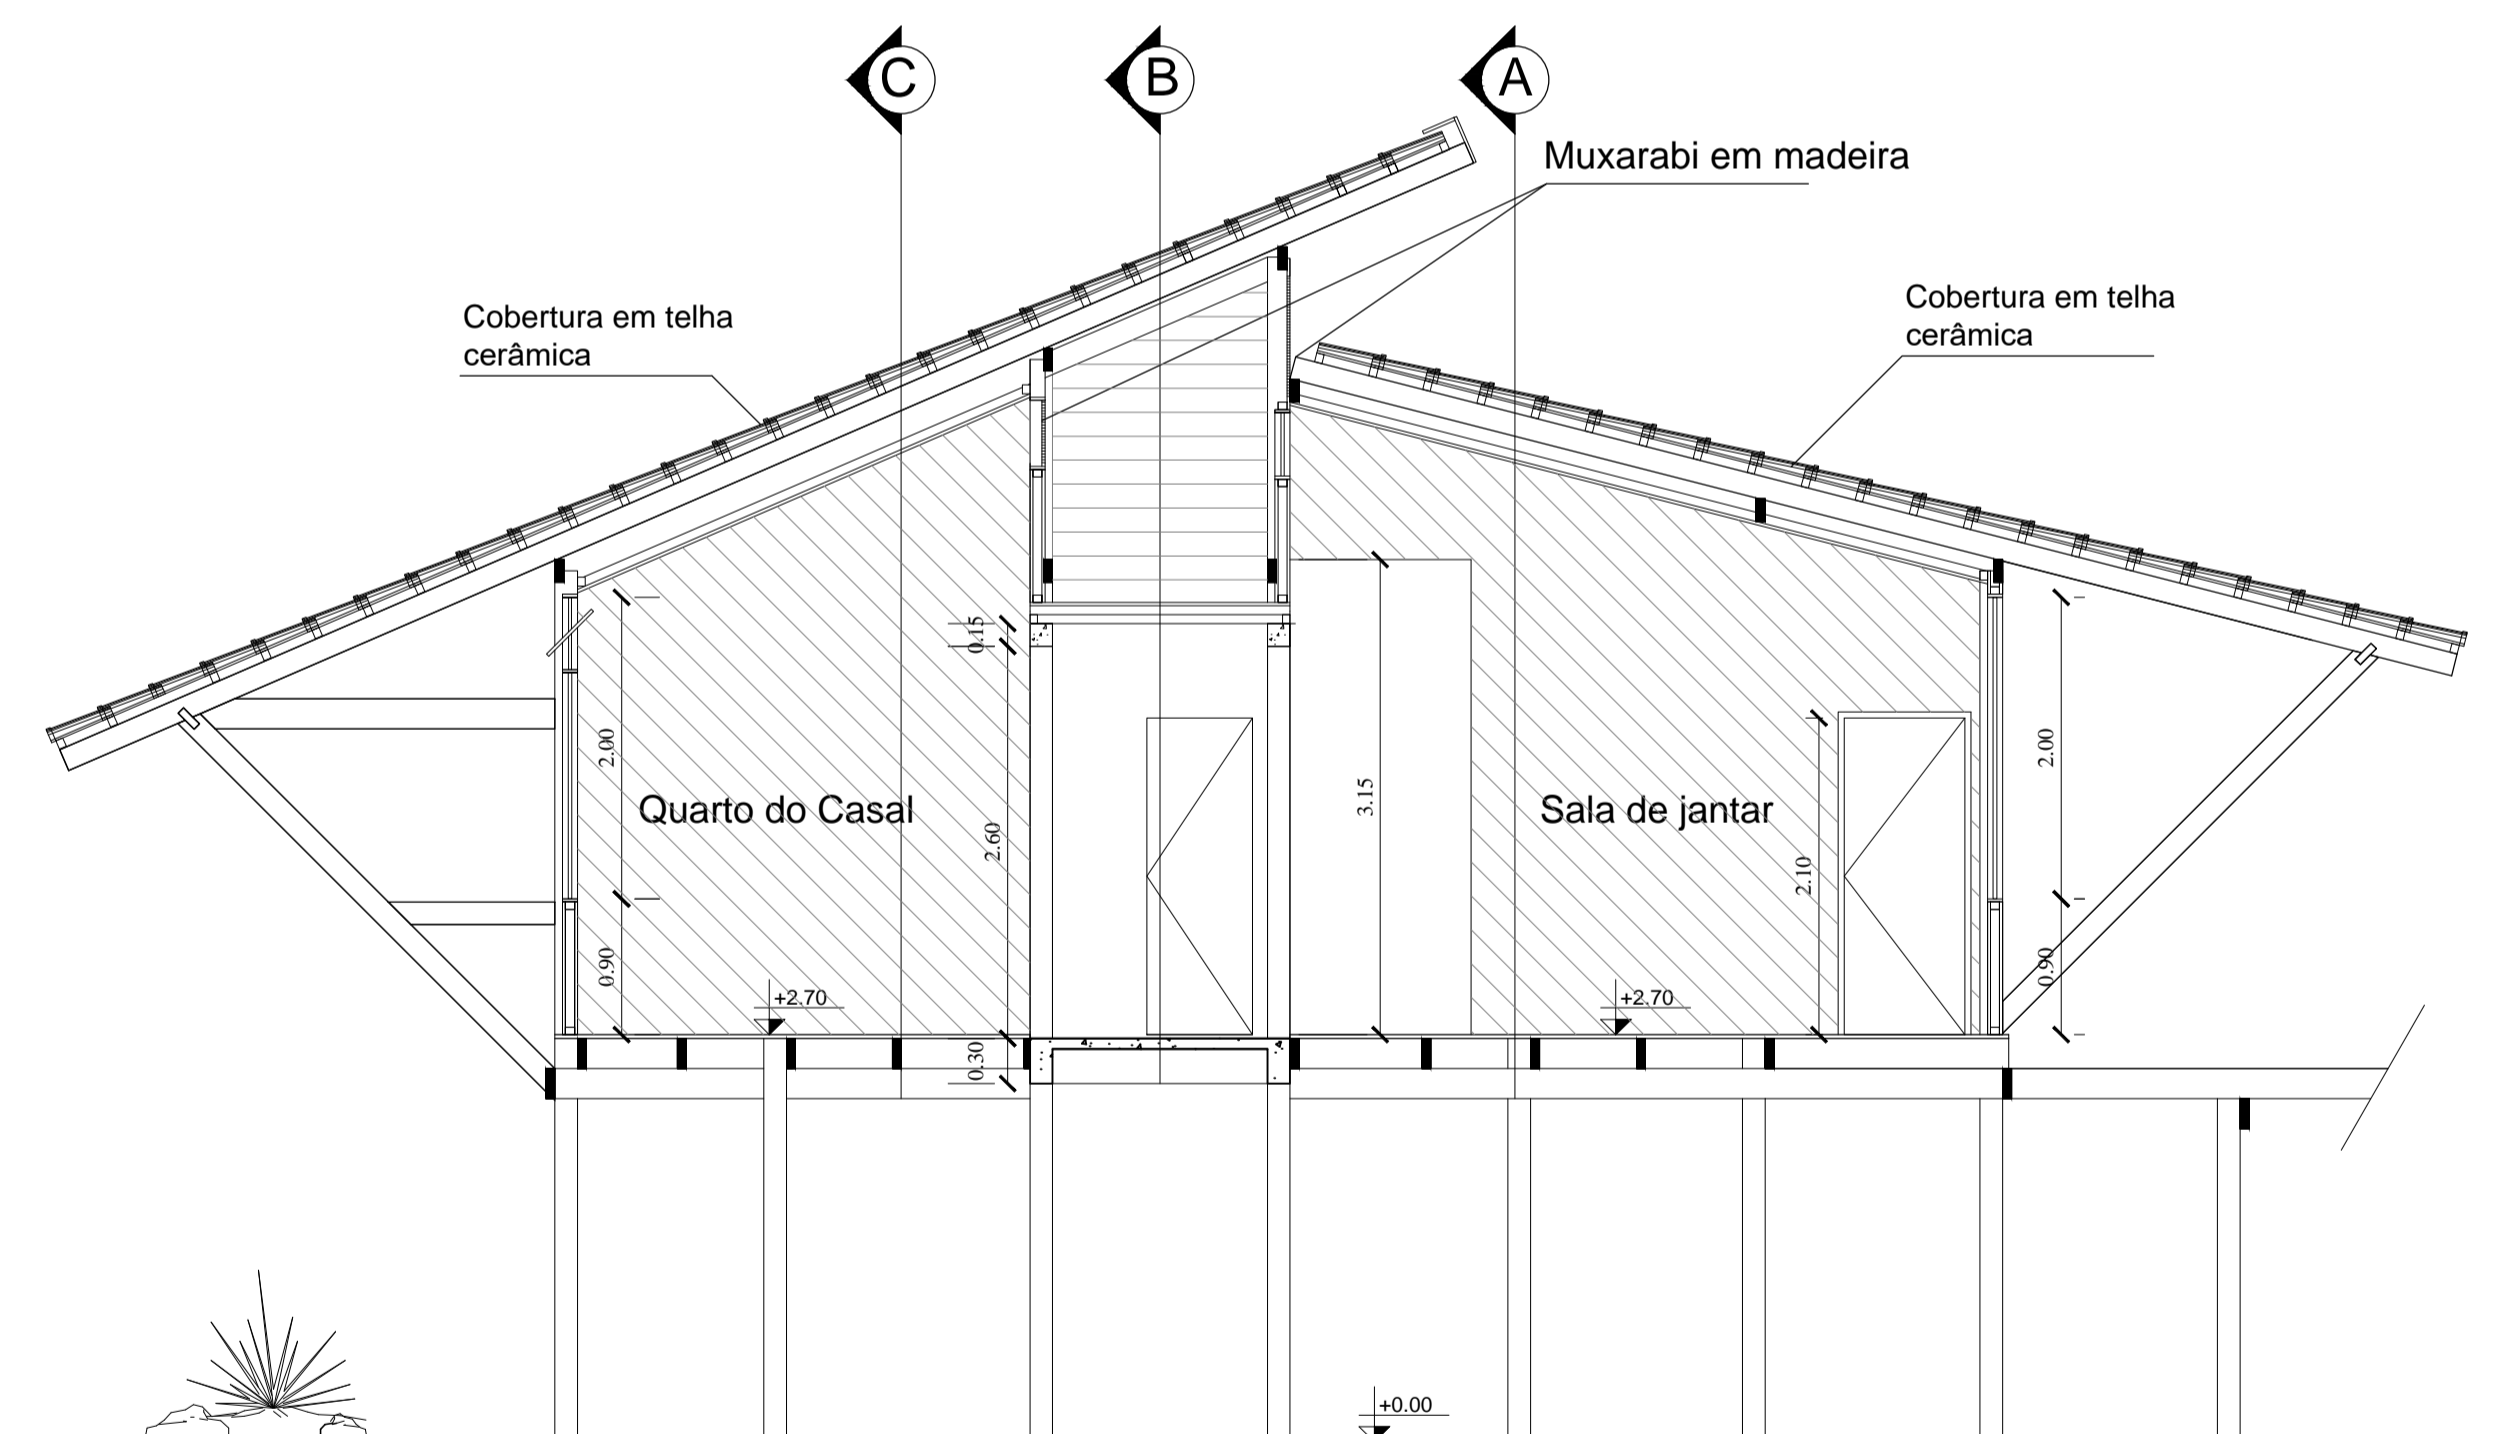 C
B
A
Muxarabi em madeira
Cobertura em telha
cerâmica
Cobertura em telha
cerâmica
0.15
2.00
2.00
Quarto do Casal
3.15
Sala de jantar
2.60
2.10
0.90
0.90
+2.70
+2.70
0.30
+0.00